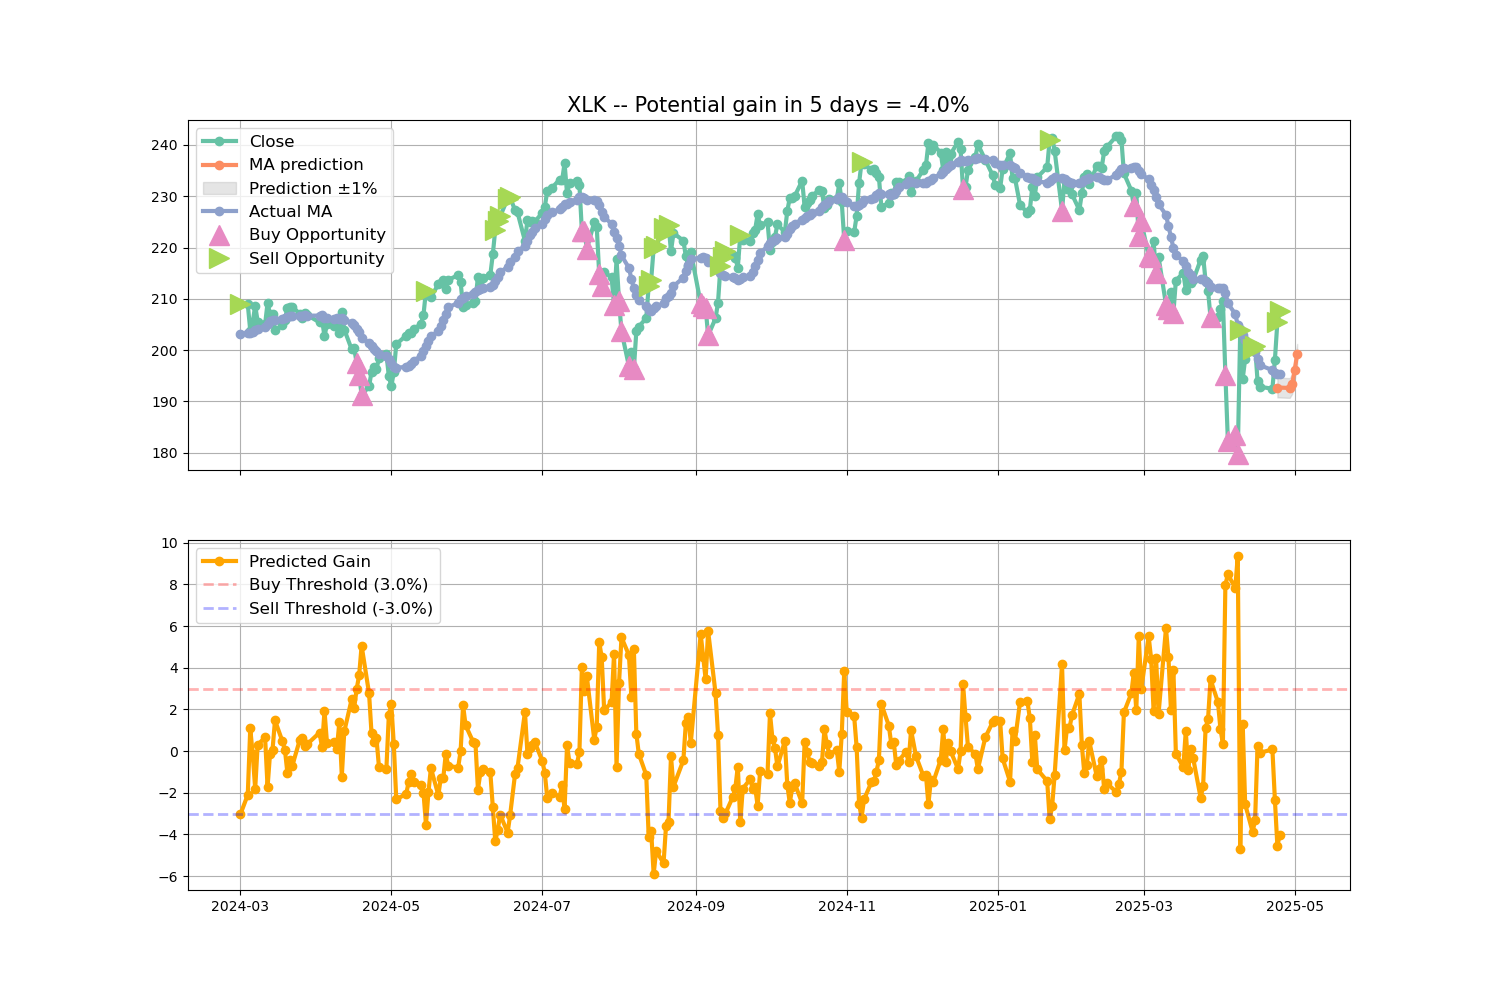 XLK -- Potential gain in 5 days = -4.0%
240
230
220
210
200
190
180
Close
MA prediction
Prediction ±1%
Actual MA
Buy Opportunity
Sell Opportunity
10
8
6
4
2
0
−2
−4
−6
Predicted Gain
Buy Threshold (3.0%)
Sell Threshold (-3.0%)
2024-03 2024-05 2024-07 2024-09 2024-11 2025-01 2025-03 2025-05